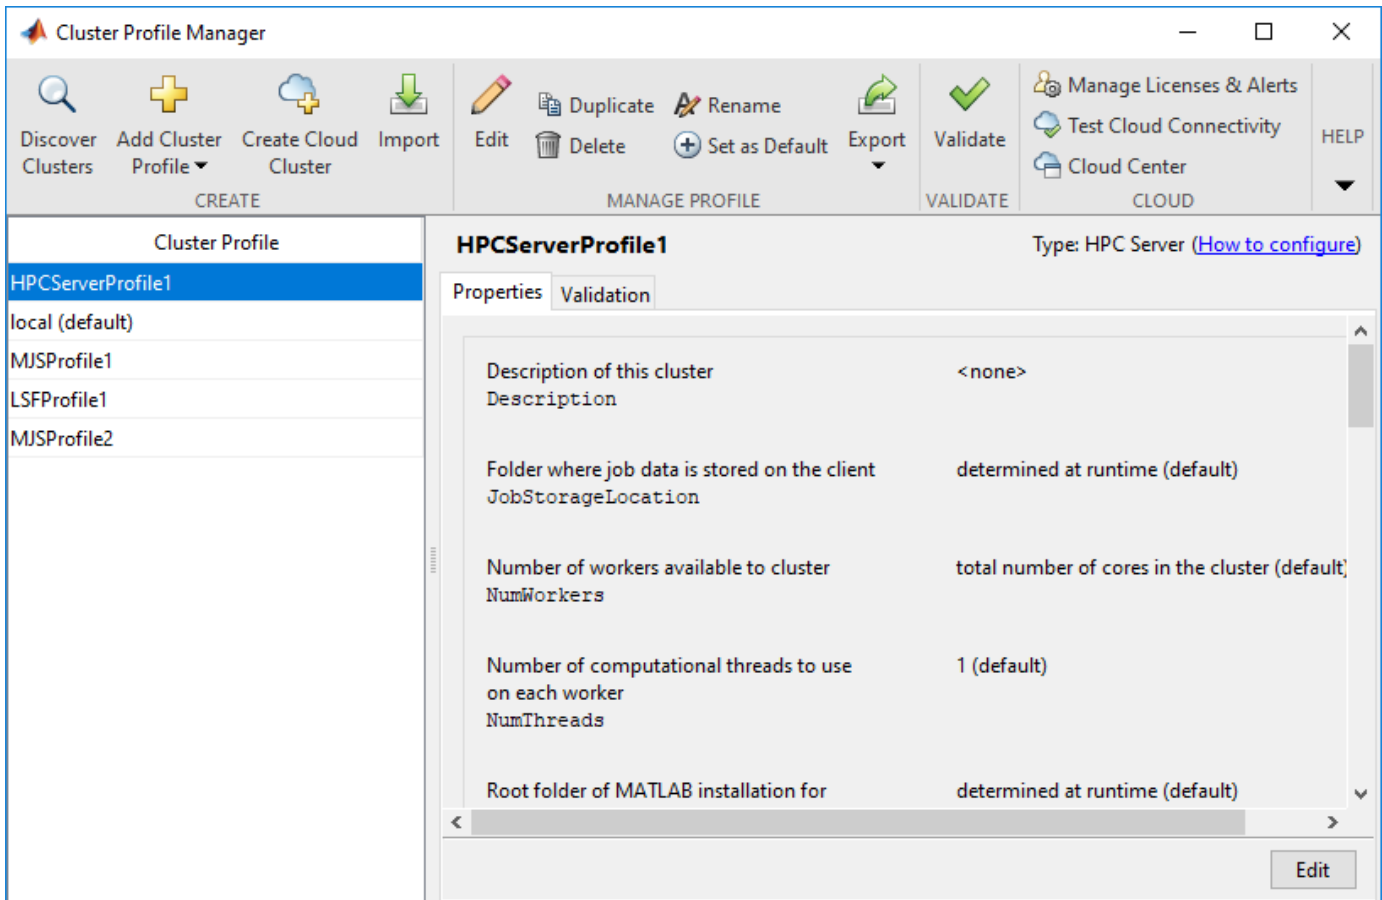 Cluster Profile Manager
Discover Clusters
Add Cluster Profile
Create Cloud Cluster
Import
CREATE
Edit
Duplicate
Delete
Rename
Set as Default
Export
MANAGE PROFILE
Validate
VALIDATE
Manage Licenses & Alerts
Test Cloud Connectivity
Cloud Center
CLOUD
HELP
Cluster Profile
HPCServerProfile1
local (default)
MJSProfile1
LSFProfile1
MJSProfile2
HPCServerProfile1
Type: HPC Server (How to configure)
Properties
Validation
Description of this cluster
Description
<none>
Folder where job data is stored on the client
JobStorageLocation
determined at runtime (default)
Number of workers available to cluster
NumWorkers
total number of cores in the cluster (default)
Number of computational threads to use
on each worker
NumThreads
1 (default)
Root folder of MATLAB installation for
determined at runtime (default)
Edit